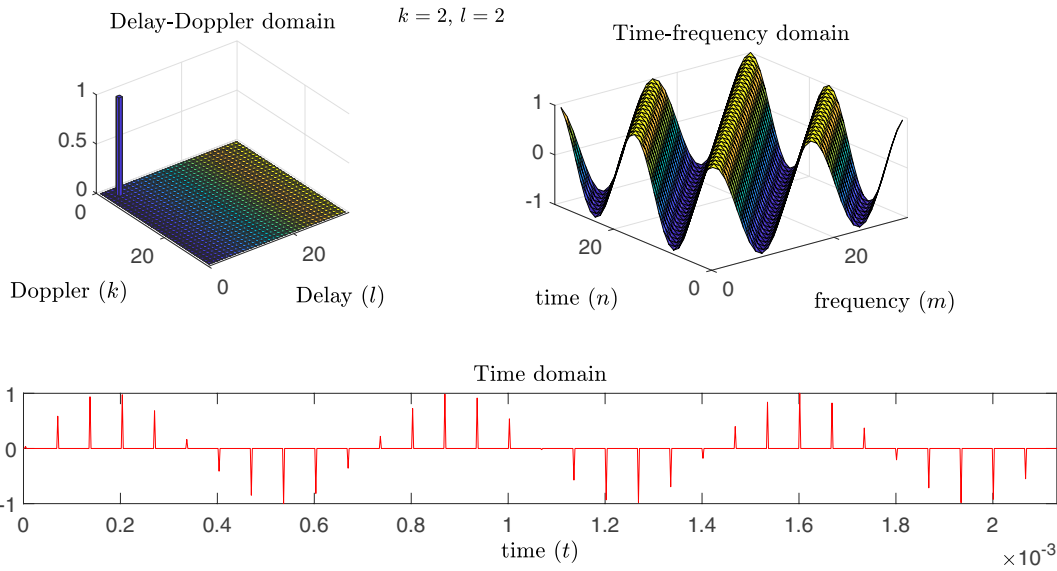 k = 2, l = 2
Delay-Doppler domain
1
0.5
0
0
20
0
20
Doppler (k)
Delay (l)
Time-frequency domain
1
0
-1
20
0
0
20
time (n)
frequency (m)
Time domain
1
0
-1
0 0.2 0.4 0.6 0.8 1 1.2 1.4 1.6 1.8 2
time (t)
×10⁻³